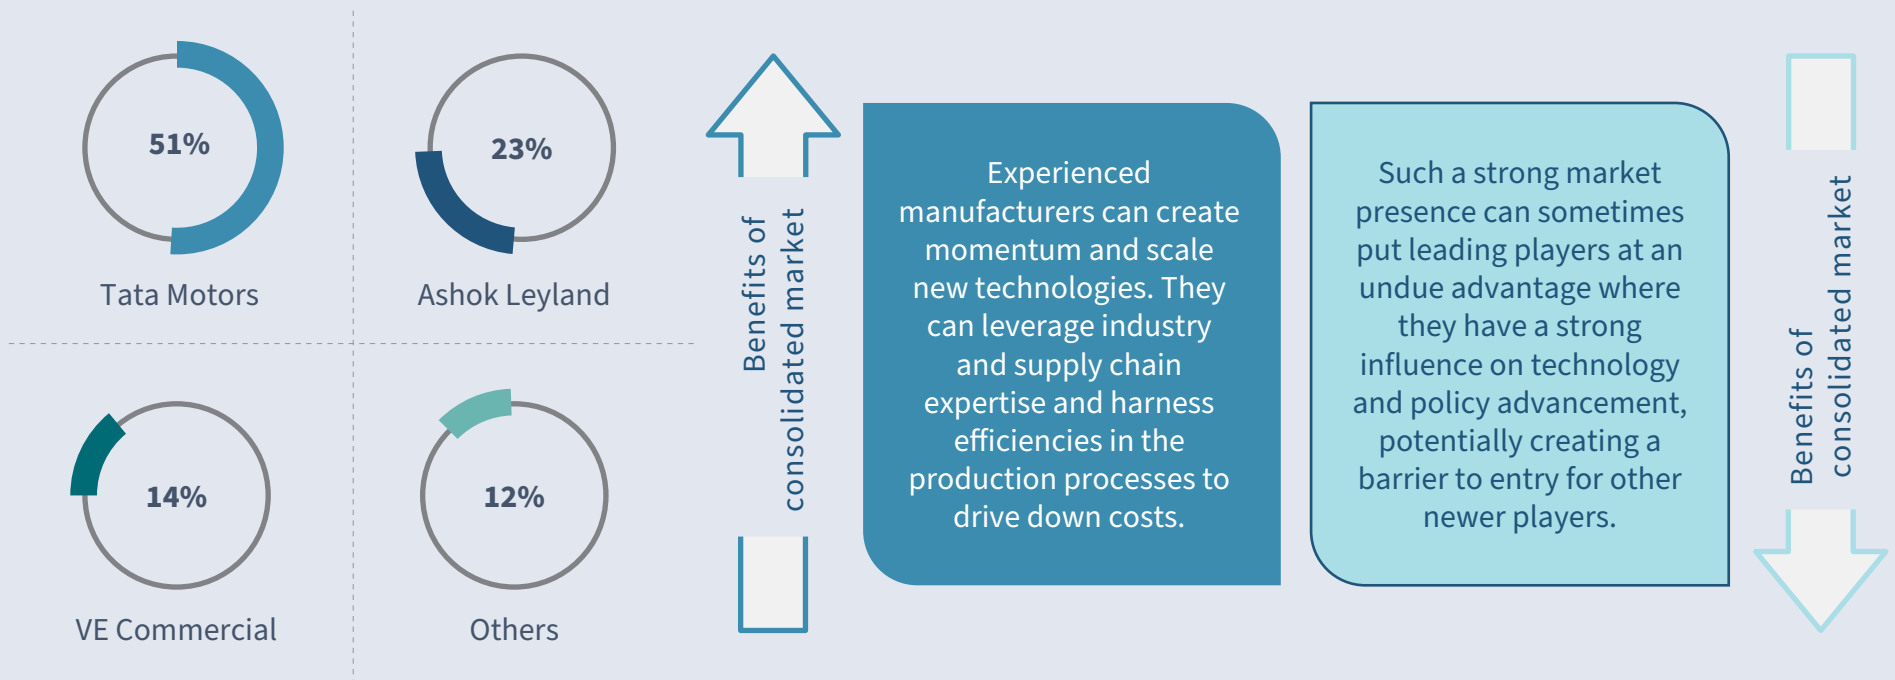 51%
Tata Motors
23%
Ashok Leyland
14%
VE Commercial
12%
Others
Benefits of
consolidated market
Experienced
manufacturers can create
momentum and scale
new technologies. They
can leverage industry
and supply chain
expertise and harness
efficiencies in the
production processes to
drive down costs.
Such a strong market
presence can sometimes
put leading players at an
undue advantage where
they have a strong
influence on technology
and policy advancement,
potentially creating a
barrier to entry for other
newer players.
Benefits of
consolidated market